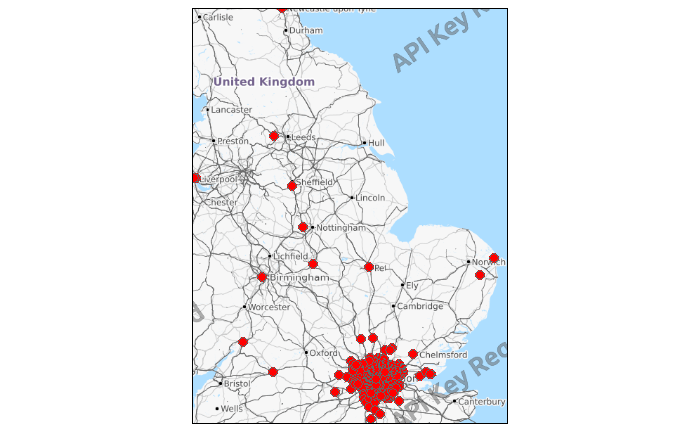 Newcastle upon Tyne
Carlisle
Durham
API Key Re
United Kingdom
Lancaster
Leeds
Preston
Hull
Liverpool
Sheffield
Chester
Lincoln
Nottingham
Lichfield
Norwich
Pel
Birmingham
Ely
Worcester
Cambridge
d
Oxford
Chelmsford
API Key Req
Bristol
Wells
Canterbury